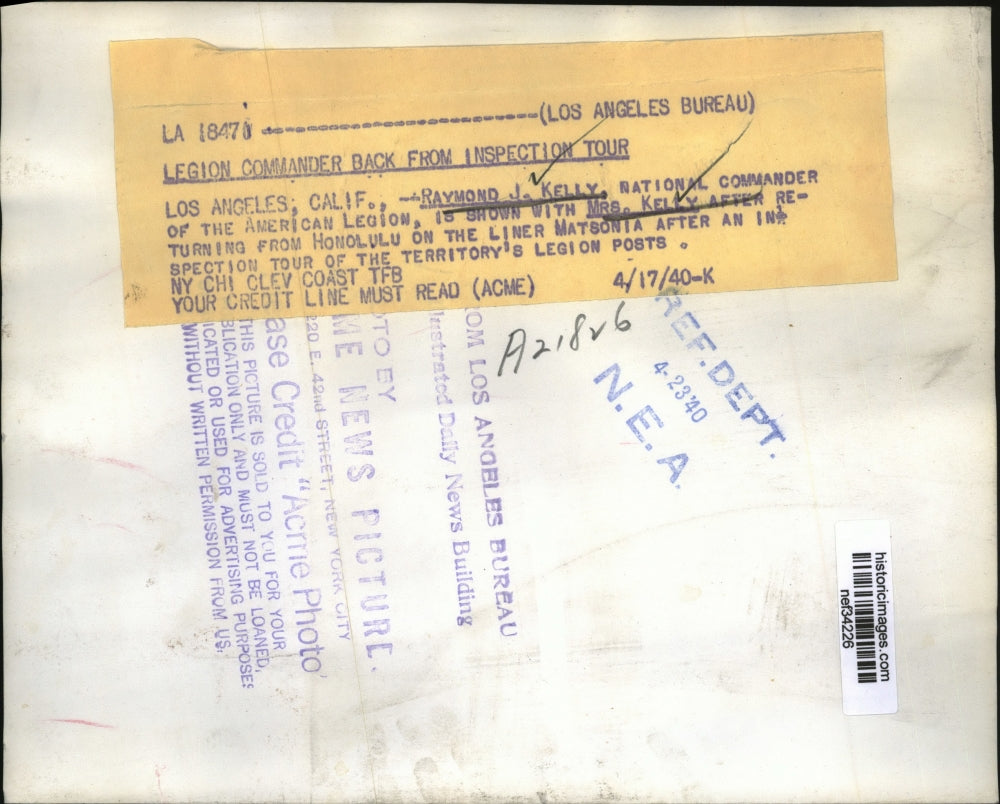 LA 18471 ----------------------------------(LOS ANGELES BUREAU)
LEGION COMMANDER BACK FROM INSPECTION TOUR
LOS ANGELES, CALIF., --RAYMOND J. KELLY, NATIONAL COMMANDER
OF THE AMERICAN LEGION, IS SHOWN WITH MRS. KELLY AFTER RE-
TURNING FROM HONOLULU ON THE LINER MATSONIA AFTER AN IN-
SPECTION TOUR OF THE TERRITORY'S LEGION POSTS.
NY CHI CLEV COAST TFB
YOUR CREDIT LINE MUST READ (ACME) 4/17/40-K
A21826
REF. DEPT.
4-23 40
N. E. A.
OM LOS ANGELES BUREAU
lustrated Daily News Building
OTO BY
ME NEWS PICTURE.
220 E. 42nd STREET, NEW YORK CITY
ase Credit "Acme Photo"
THIS PICTURE IS SOLD TO YOU FOR YOUR
BLICATION ONLY AND MUST NOT BE LOANED,
ICATED OR USED FOR ADVERTISING PURPOSES
WITHOUT WRITTEN PERMISSION FROM US.
historicimages.com
nef34226